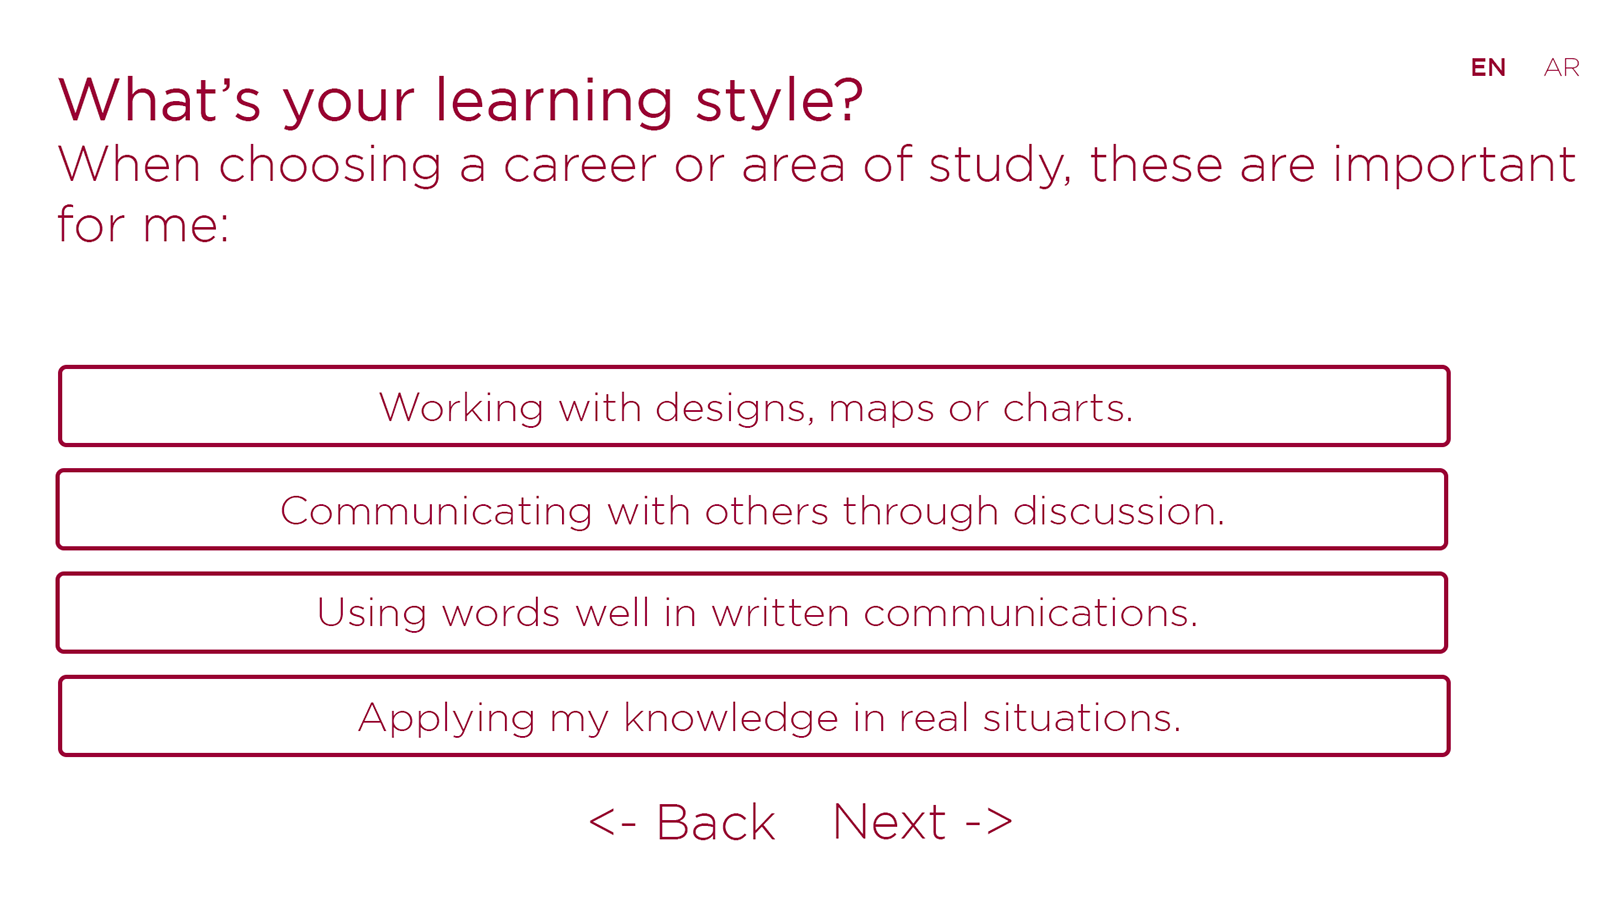 EN AR
What’s your learning style?
When choosing a career or area of study, these are important
for me:
Working with designs, maps or charts.
Communicating with others through discussion.
Using words well in written communications.
Applying my knowledge in real situations.
<- Back Next ->